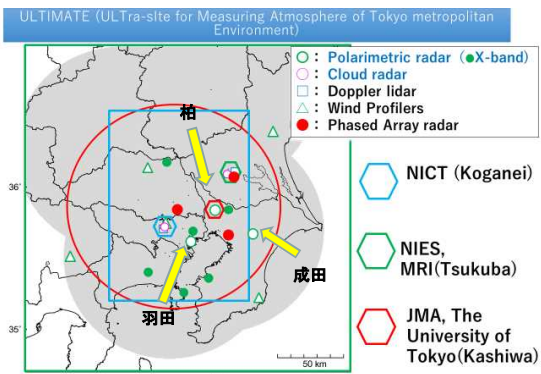 ULTIMATE (ULTra-sIte for Measuring Atmosphere of Tokyo metropolitan
Environment)
: Polarimetric radar (●X-band)
: Cloud radar
: Doppler lidar
: Wind Profilers
: Phased Array radar
柏
36°
NICT (Koganei)
NIES,
MRI(Tsukuba)
成田
羽田
JMA, The
University of
Tokyo(Kashiwa)
35°
50 km